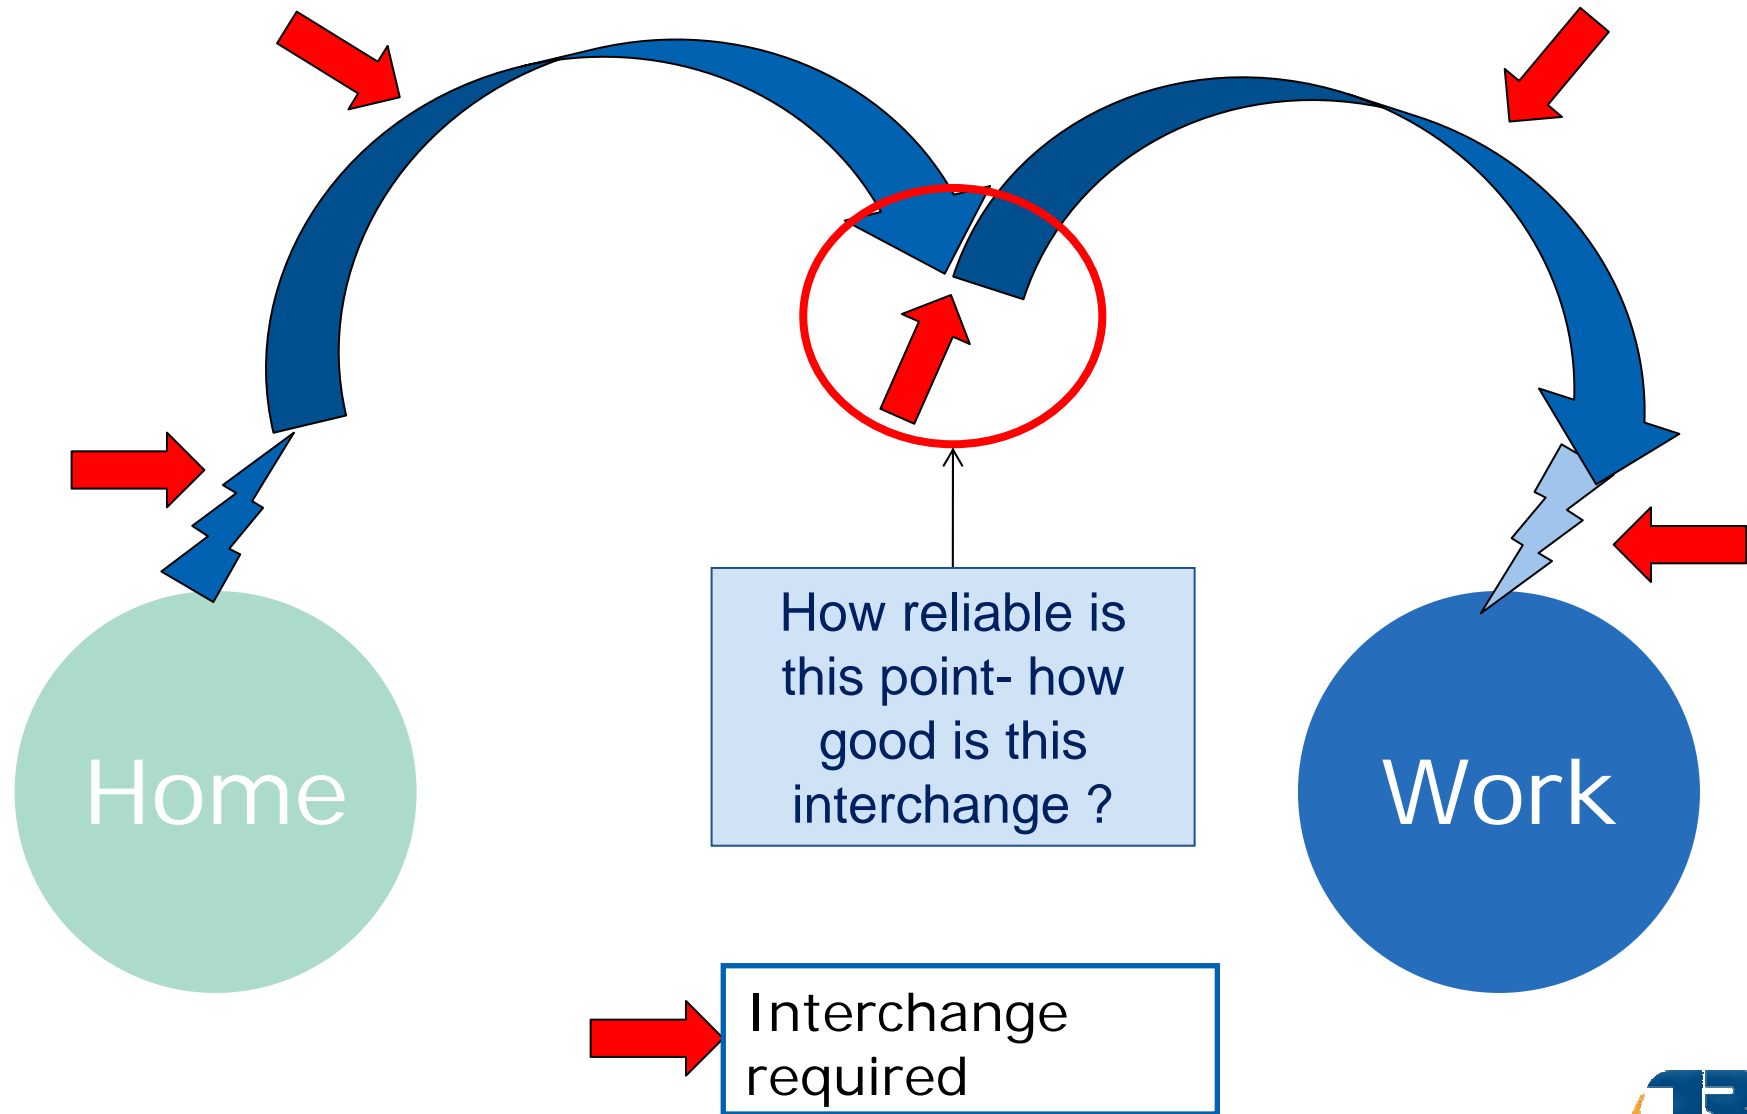 How reliable is
this point- how
good is this
interchange ?
Home
Work
Interchange
required